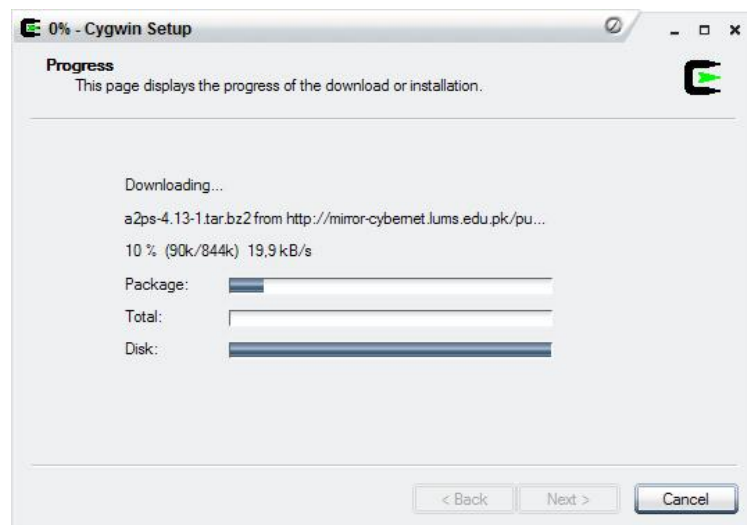 0% - Cygwin Setup
Progress
This page displays the progress of the download or installation.
Downloading...
a2ps-4.13-1.tar.bz2 from http://mirror-cybernet.lums.edu.pk/pu...
10 % (90k/844k) 19,9 kB/s
Package:
Total:
Disk:
< Back Next > Cancel